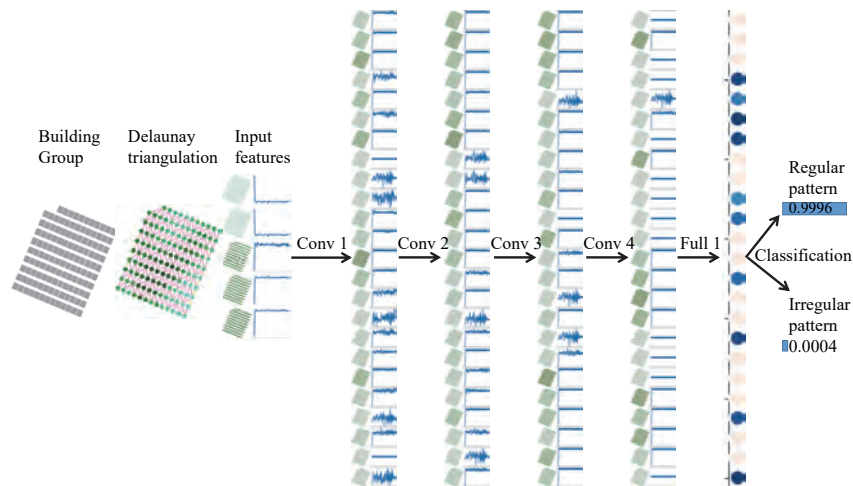 Building
Group
Delaunay
triangulation
Input
features
Conv 1
Conv 2
Conv 3
Conv 4
Full 1
Regular
pattern
0.9996
Classification
Irregular
pattern
0.0004